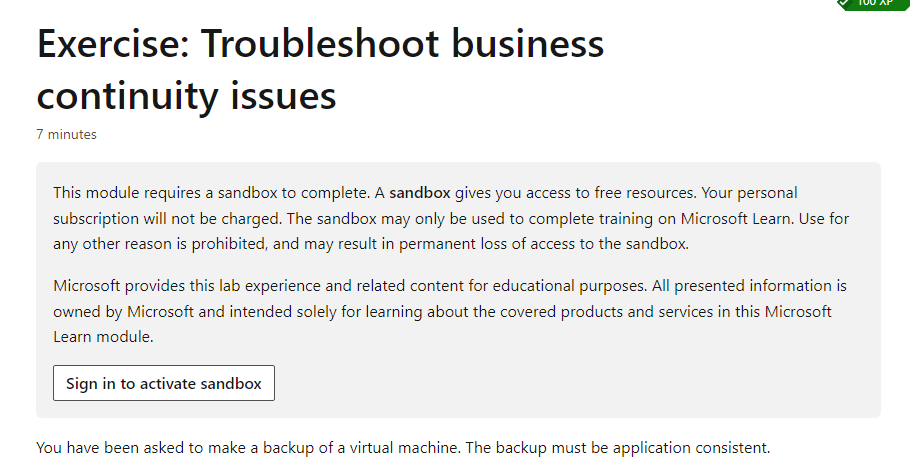 100 XP
Exercise: Troubleshoot business
continuity issues
7 minutes
This module requires a sandbox to complete. A sandbox gives you access to free resources. Your personal
subscription will not be charged. The sandbox may only be used to complete training on Microsoft Learn. Use for
any other reason is prohibited, and may result in permanent loss of access to the sandbox.
Microsoft provides this lab experience and related content for educational purposes. All presented information is
owned by Microsoft and intended solely for learning about the covered products and services in this Microsoft
Learn module.
Sign in to activate sandbox
You have been asked to make a backup of a virtual machine. The backup must be application consistent.